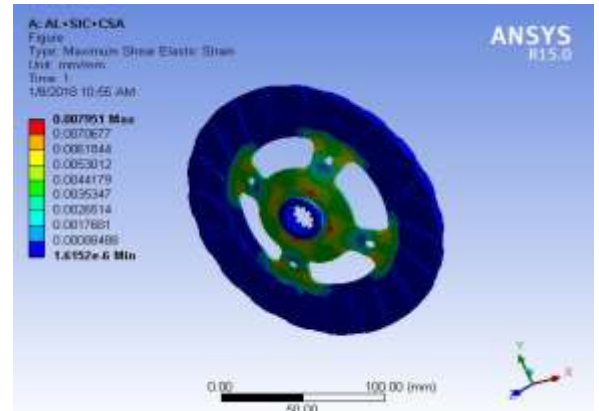 A: AL+SIC+CSA
Figure
Type: Maximum Shear Elastic Strain
Unit: mm/mm
Time: 1
1/8/2018 10:55 AM
0.007951 Max
0.0070677
0.0061844
0.0053012
0.0044179
0.0035347
0.0026514
0.0017681
0.00088488
1.6152e-6 Min
ANSYS
R15.0
0.00
100.00 (mm)
50.00
Y
X